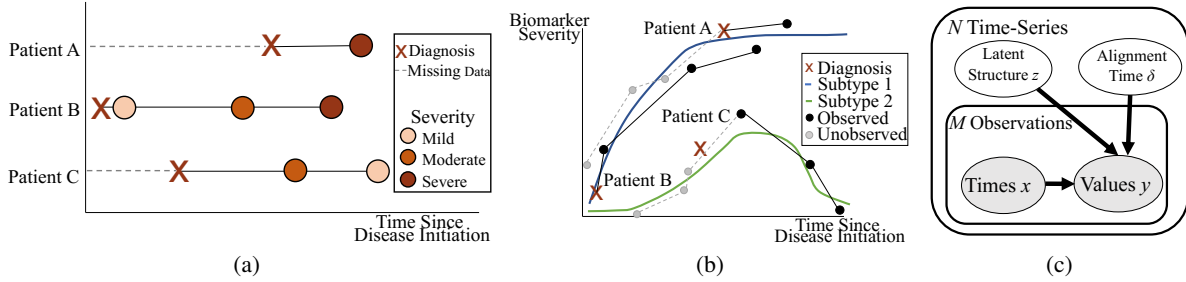 Patient A
Patient B
Patient C
Diagnosis
Missing Data
Severity
Mild
Moderate
Severe
Time Since
Disease Initiation
(a)
Biomarker
Severity
Patient A
Patient C
Patient B
Diagnosis
Subtype 1
Subtype 2
Observed
Unobserved
Time Since
Disease Initiation
(b)
N Time-Series
Latent
Structure z
Alignment
Time δ
M Observations
Times x
Values y
(c)